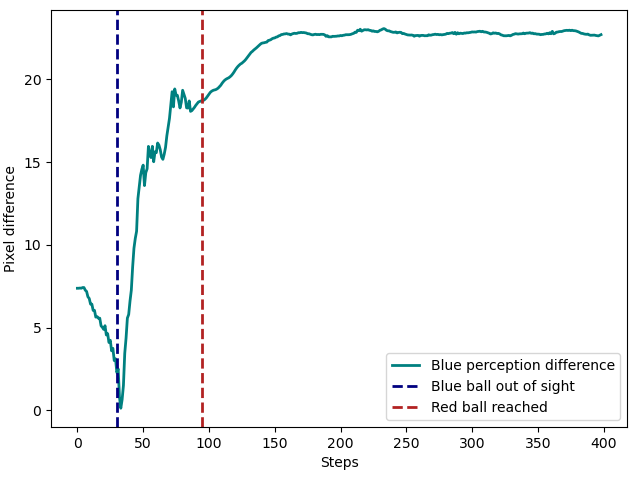 20
15
10
5
0
Pixel difference
0
50
100
150
200
250
300
350
400
Steps
Blue perception difference
Blue ball out of sight
Red ball reached